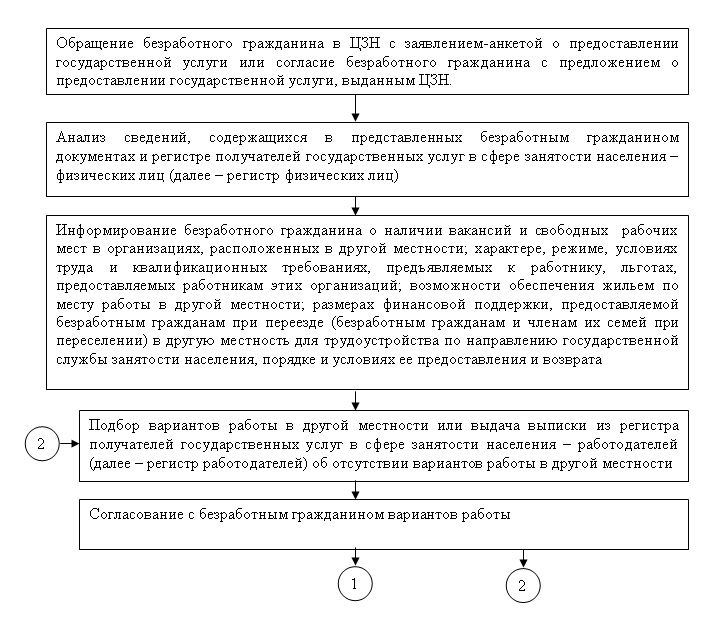 Обращение безработного гражданина в ЦЗН с заявлением-анкетой о предоставлении
государственной услуги или согласие безработного гражданина с предложением о
предоставлении государственной услуги, выданным ЦЗН.
Анализ сведений, содержащихся в представленных безработным гражданином
документах и регистре получателей государственных услуг в сфере занятости населения –
физических лиц (далее – регистр физических лиц)
Информирование безработного гражданина о наличии вакансий и свободных рабочих
мест в организациях, расположенных в другой местности; характере, режиме, условиях
труда и квалификационных требованиях, предъявляемых к работнику, льготах,
предоставляемых работникам этих организаций; возможности обеспечения жильем по
месту работы в другой местности; размерах финансовой поддержки, предоставляемой
безработным гражданам при переезде (безработным гражданам и членам их семей при
переселении) в другую местность для трудоустройства по направлению государственной
службы занятости населения, порядке и условиях ее предоставления и возврата
2
Подбор вариантов работы в другой местности или выдача выписки из регистра
получателей государственных услуг в сфере занятости населения – работодателей
(далее – регистр работодателей) об отсутствии вариантов работы в другой местности
Согласование с безработным гражданином вариантов работы
1
2